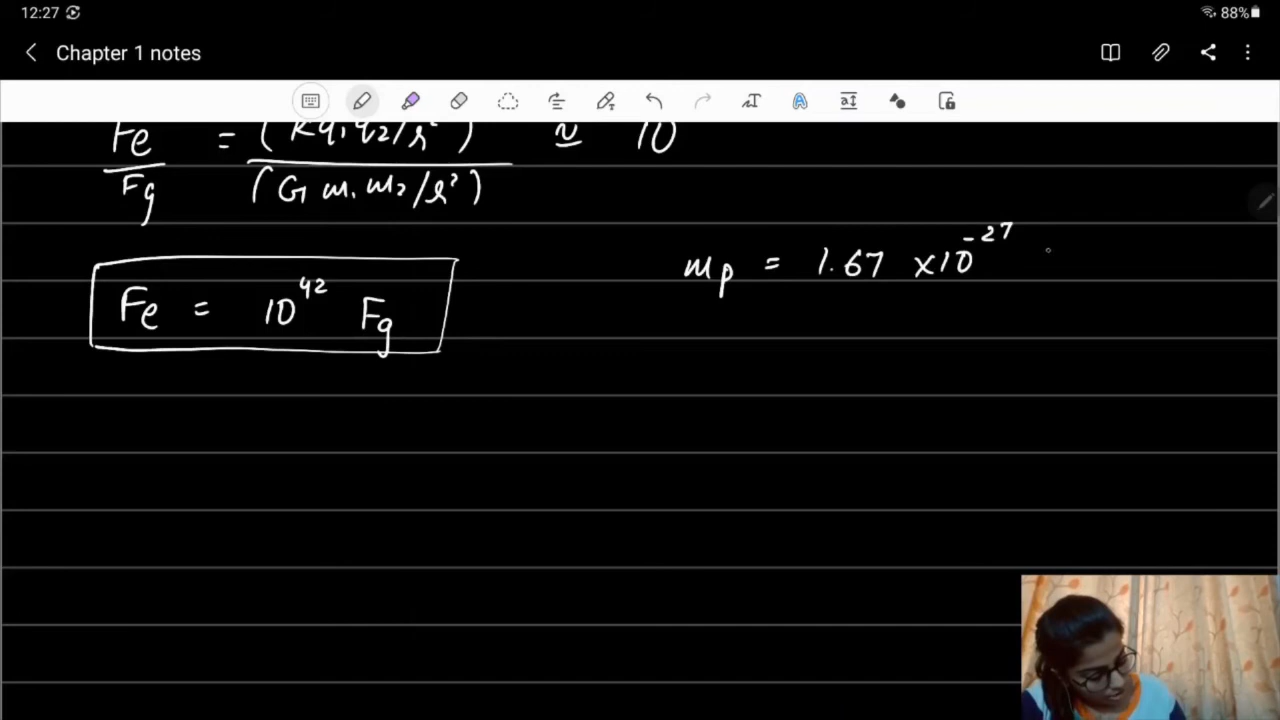 12:27 88%
Chapter 1 notes
Fe/Fg = (Kq₁q₂/r²)/(G m₁m₂/r²) ≃ 10
mp = 1.67 ×10⁻²⁷
Fe = 10⁴² Fg